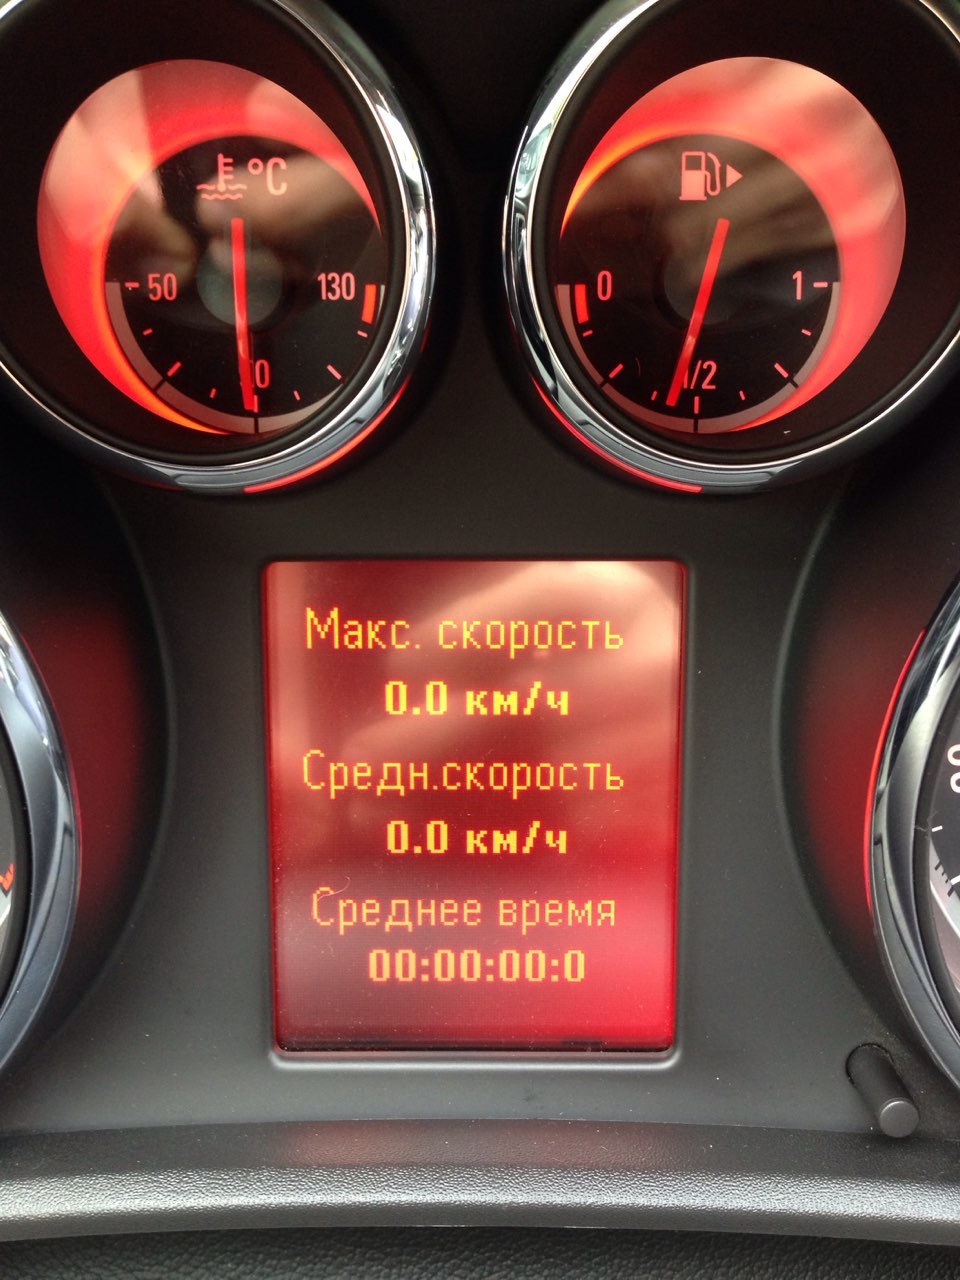 °C
50
130
0
1
1/2
Макс. скорость
0.0 км/ч
Средн.скорость
0.0 км/ч
Среднее время
00:00:00:0